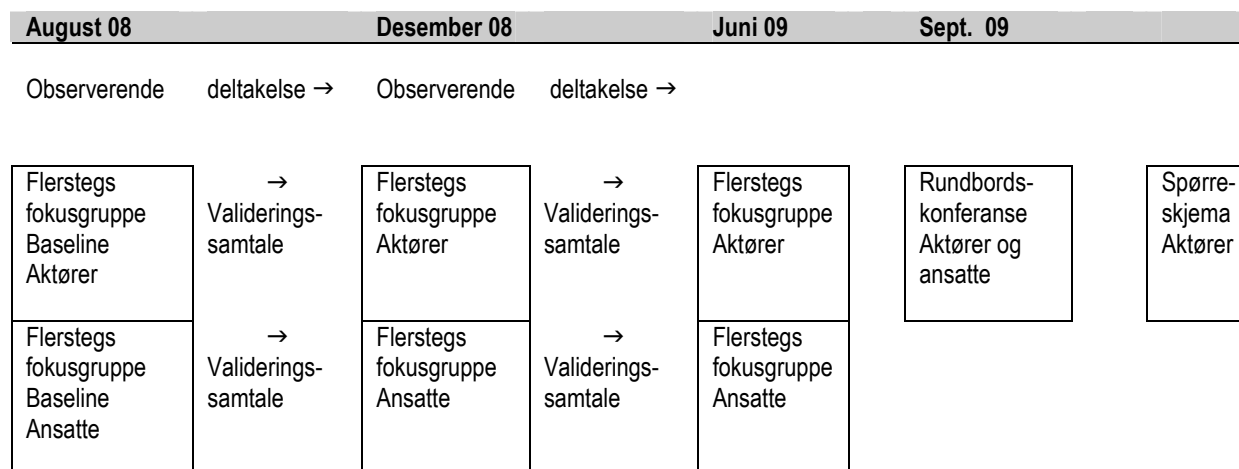 August 08 Desember 08 Juni 09 Sept. 09
Observerende deltakelse → Observerende deltakelse →
Flerstegs
fokusgruppe
Baseline
Aktører
→
Validerings-
samtale
Flerstegs
fokusgruppe
Aktører
→
Validerings-
samtale
Flerstegs
fokusgruppe
Aktører
Rundbords-
konferanse
Aktører og
ansatte
Spørre-
skjema
Aktører
Flerstegs
fokusgruppe
Baseline
Ansatte
→
Validerings-
samtale
Flerstegs
fokusgruppe
Ansatte
→
Validerings-
samtale
Flerstegs
fokusgruppe
Ansatte